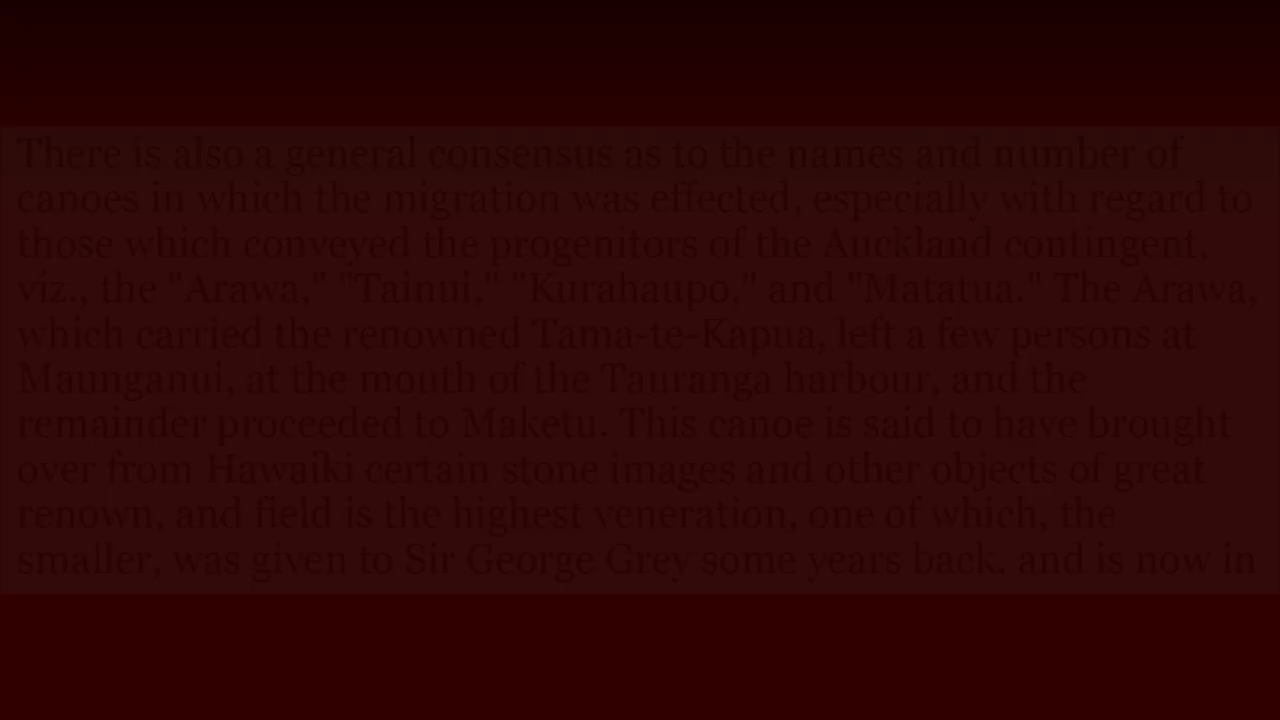 There is also a general consensus as to the names and number of
canoes in which the migration was effected, especially with regard to
those which conveyed the progenitors of the Auckland contingent,
viz., the "Arawa," "Tainui," "Kurahaupo," and "Matatua." The Arawa,
which carried the renowned Tama-te-Kapua, left a few persons at
Maunganui, at the mouth of the Tauranga harbour, and the
remainder proceeded to Maketu. This canoe is said to have brought
over from Hawaiki certain stone images and other objects of great
renown, and field is the highest veneration, one of which, the
smaller, was given to Sir George Grey some years back, and is now in